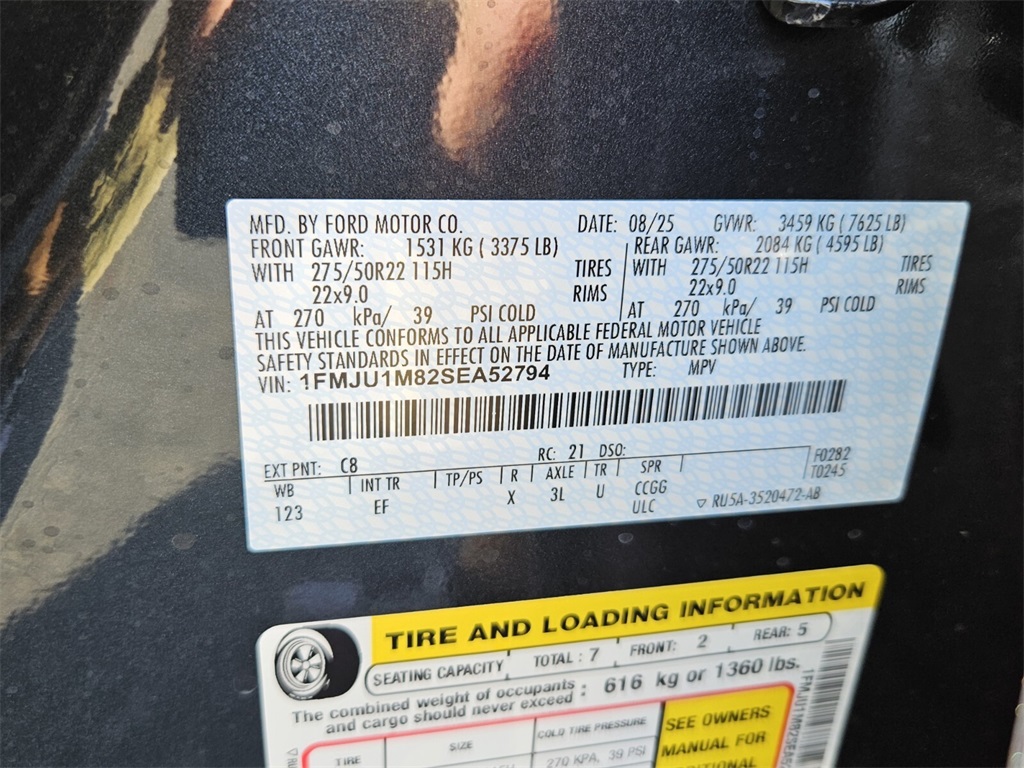 MFD. BY FORD MOTOR CO. DATE: 08/25 GVWR: 3459 KG ( 7625 LB)
FRONT GAWR: 1531 KG ( 3375 LB) REAR GAWR: 2084 KG ( 4595 LB)
WITH 275/50R22 115H TIRES WITH 275/50R22 115H TIRES
22x9.0 RIMS 22x9.0 RIMS
AT 270 kPa/ 39 PSI COLD AT 270 kPa/ 39 PSI COLD
THIS VEHICLE CONFORMS TO ALL APPLICABLE FEDERAL MOTOR VEHICLE
SAFETY STANDARDS IN EFFECT ON THE DATE OF MANUFACTURE SHOWN ABOVE.
VIN: 1FMJU1M82SEA52794 TYPE: MPV
EXT PNT: C8 RC: 21 DSO: F0282
WB INT TR TP/PS R AXLE TR SPR T0245
123 EF X 3L U CCGG
ULC RU5A-3520472-AB
TIRE AND LOADING INFORMATION
SEATING CAPACITY TOTAL : 7 FRONT: 2 REAR: 5
The combined weight of occupants
and cargo should never exceed : 616 kg or 1360 lbs.
TIRE SIZE COLD TIRE PRESSURE SEE OWNERS
MANUAL FOR
270 KPA, 39 PSI